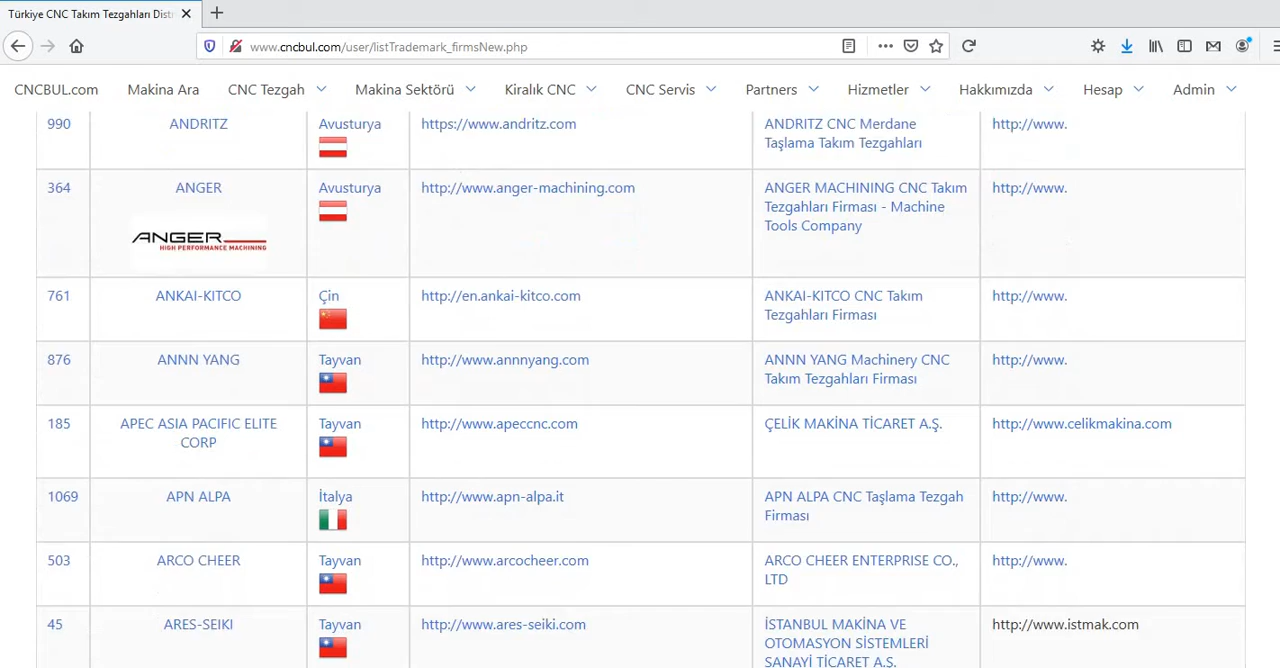 Türkiye CNC Takım Tezgahları Dist
www.cncbul.com/user/listTrademark_firmsNew.php
CNCBUL.com Makina Ara CNC Tezgah Makina Sektörü Kiralık CNC CNC Servis Partners Hizmetler Hakkımızda Hesap Admin
990 ANDRITZ Avusturya https://www.andritz.com ANDRITZ CNC Merdane http://www.
Taşlama Takım Tezgahları
364 ANGER Avusturya http://www.anger-machining.com ANGER MACHINING CNC Takım http://www.
Tezgahları Firması - Machine
Tools Company
ANGER
HIGH PERFORMANCE MACHINING
761 ANKAI-KITCO Çin http://en.ankai-kitco.com ANKAI-KITCO CNC Takım http://www.
Tezgahları Firması
876 ANNN YANG Tayvan http://www.annnyang.com ANNN YANG Machinery CNC http://www.
Takım Tezgahları Firması
185 APEC ASIA PACIFIC ELITE Tayvan http://www.apeccnc.com ÇELİK MAKİNA TİCARET A.Ş. http://www.celikmakina.com
CORP
1069 APN ALPA İtalya http://www.apn-alpa.it APN ALPA CNC Taşlama Tezgah http://www.
Firması
503 ARCO CHEER Tayvan http://www.arcocheer.com ARCO CHEER ENTERPRISE CO., http://www.
LTD
45 ARES-SEIKI Tayvan http://www.ares-seiki.com İSTANBUL MAKİNA VE http://www.istmak.com
OTOMASYON SİSTEMLERİ
SANAYİ TİCARET A.Ş.